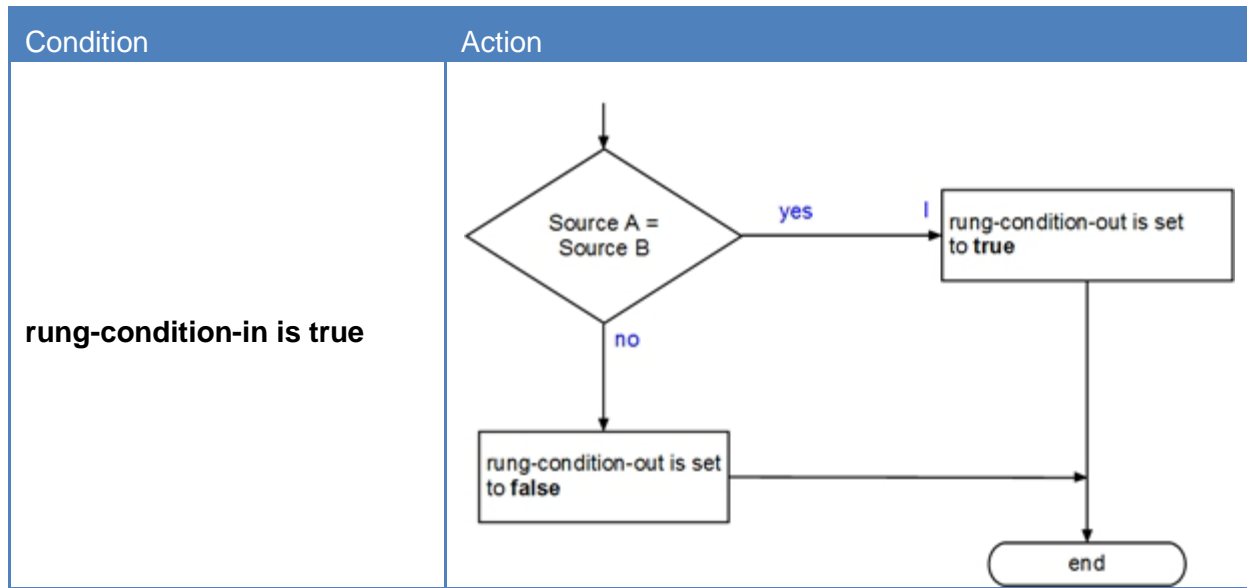 Condition
Action
rung-condition-in is true
Source A =
Source B
yes
I
rung-condition-out is set
to true
no
rung-condition-out is set
to false
end